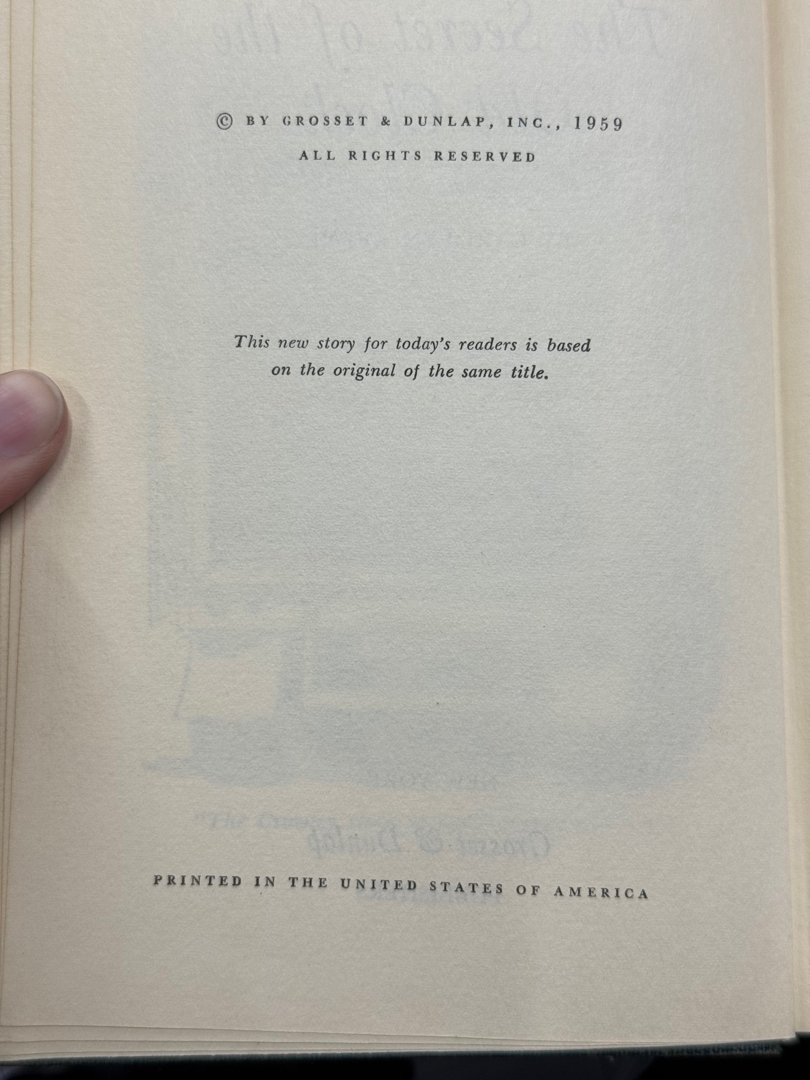 © BY GROSSET & DUNLAP, INC., 1959
ALL RIGHTS RESERVED
This new story for today's readers is based
on the original of the same title.
PRINTED IN THE UNITED STATES OF AMERICA